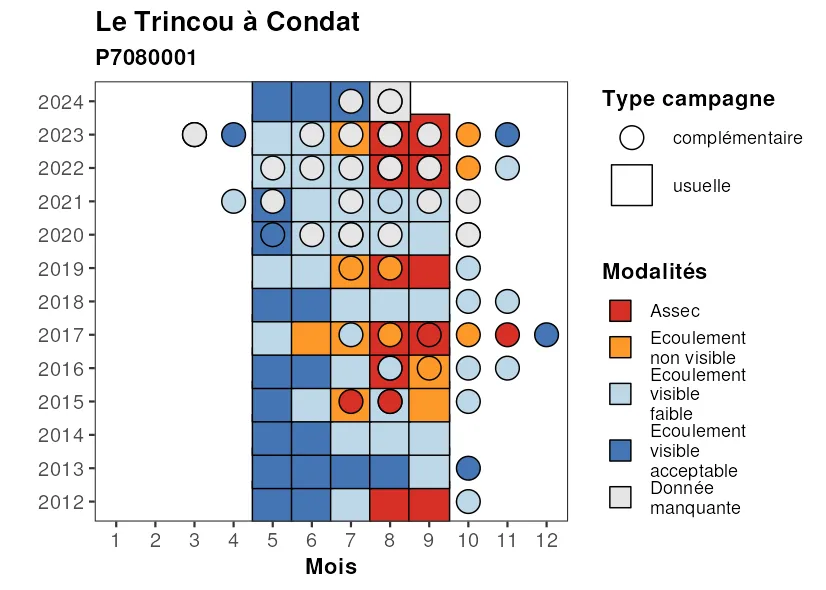 Le Trincou à Condat
P7080001
2024
2023
2022
2021
2020
2019
2018
2017
2016
2015
2014
2013
2012
1 2 3 4 5 6 7 8 9 10 11 12
Mois
Type campagne
complémentaire
usuelle
Modalités
Assec
Ecoulement
non visible
Ecoulement
visible
faible
Ecoulement
visible
acceptable
Donnée
manquante